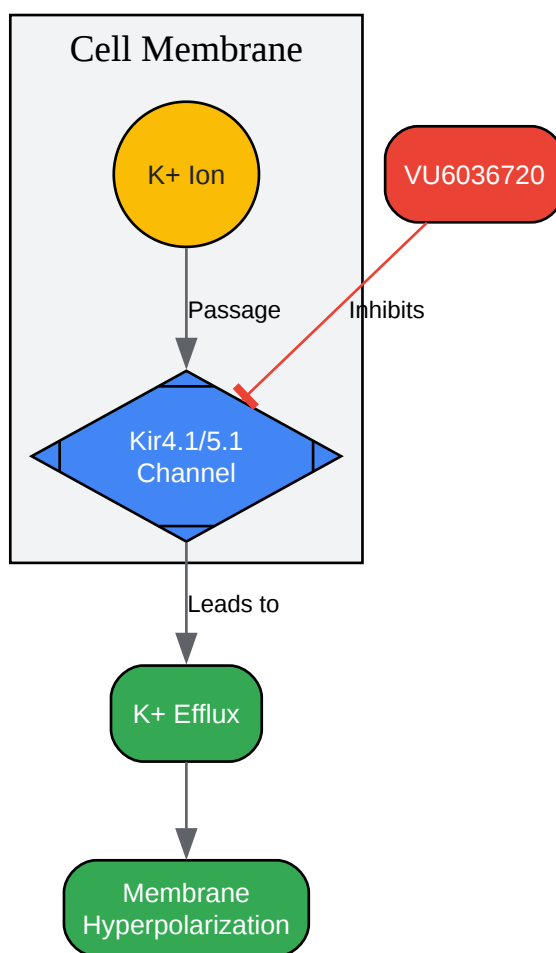 Cell Membrane
K+ Ion
VU6036720
Passage
Inhibits
Kir4.1/5.1
Channel
Leads to
K+ Efflux
Membrane
Hyperpolarization